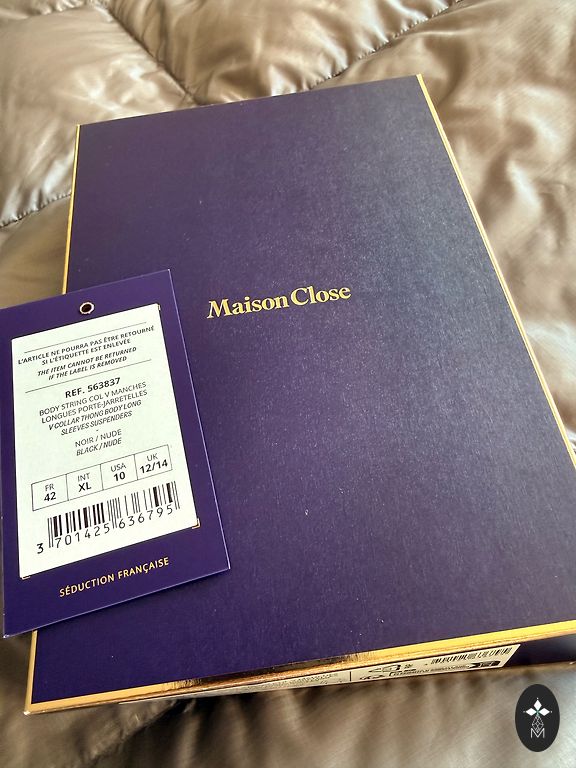 Maison Close
L'ARTICLE NE POURRA PAS ÊTRE RETOURNÉ
SI L'ÉTIQUETTE EST ENLEVÉE
THE ITEM CANNOT BE RETURNED
IF THE LABEL IS REMOVED
REF. 563837
BODY STRING COL V MANCHES
LONGUES PORTE-JARRETELLES
V COLLAR THONG BODY LONG
SLEEVES SUSPENDERS
NOIR / NUDE
BLACK / NUDE
FR INT USA UK
42 XL 10 12/14
3 701425 636795
SÉDUCTION FRANÇAISE
M